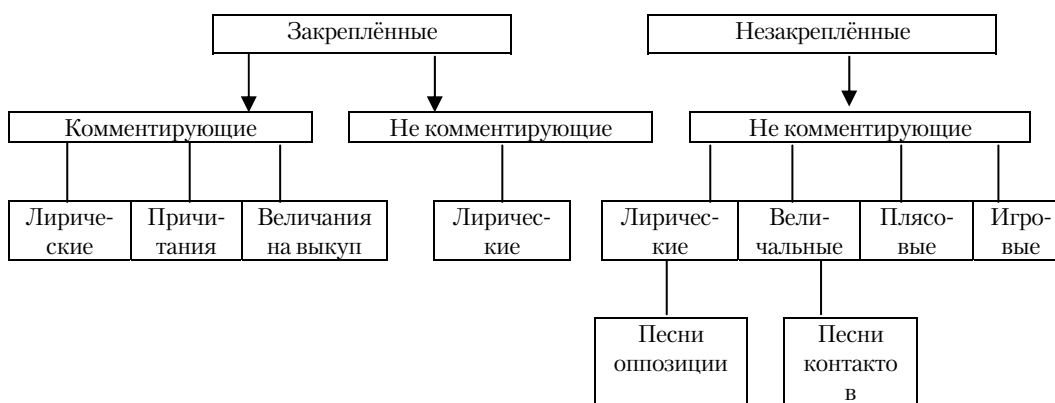 Закреплённые
Незакреплённые
Комментирующие
Не комментирующие
Не комментирующие
Лириче-
ские
Причи-
тания
Величания
на выкуп
Лиричес-
кие
Лиричес-
кие
Вели-
чальные
Плясо-
вые
Игро-
вые
Песни
оппозиции
Песни
контакто
в